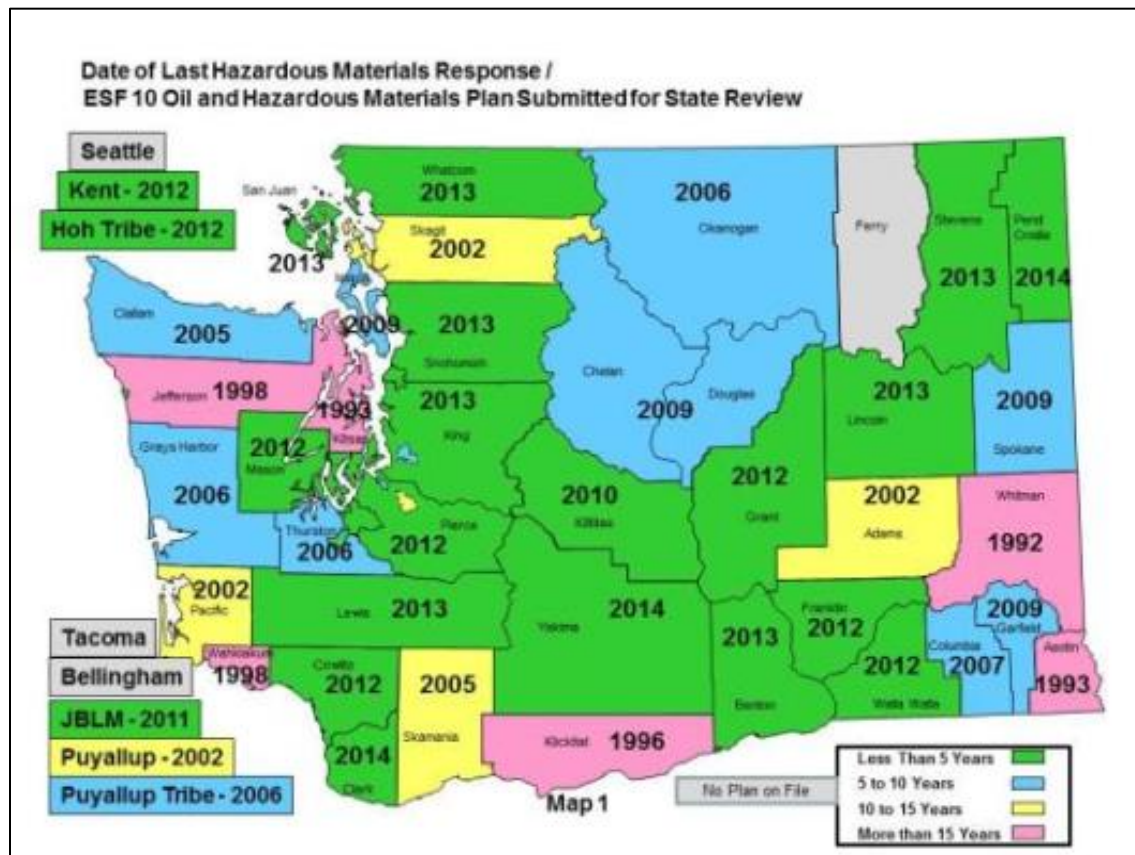 Date of Last Hazardous Materials Response /
ESF 10 Oil and Hazardous Materials Plan Submitted for State Review
Seattle
Kent - 2012
Hoh Tribe - 2012
San Juan
2013
Whatcom
2013
Skagit
2002
2009
Snohomish
2013
King
2013
Okanogan
2006
Ferry
Stevens
2013
Pend
Oreille
2014
Clallam
2005
Jefferson 1998
1993
Kitsap
Mason
2012
Grays Harbor
2006
Thurston
2006
Pierce
2012
Chelan
Douglas
2009
Kittitas
2010
Grant
2012
Lincoln
2013
Spokane
2009
Adams
2002
Whitman
1992
Pacific
2002
Lewis
2013
Yakima
2014
Benton
2013
Franklin
2012
Walla Walla
2012
Columbia
2007
2009
Garfield
Asotin
1993
Wahkiakum
1998
Cowlitz
2012
Skamania
2005
Clark
2014
Klickitat 1996
Tacoma
Bellingham
JBLM - 2011
Puyallup - 2002
Puyallup Tribe - 2006
Map 1
No Plan on File
Less Than 5 Years
5 to 10 Years
10 to 15 Years
More than 15 Years